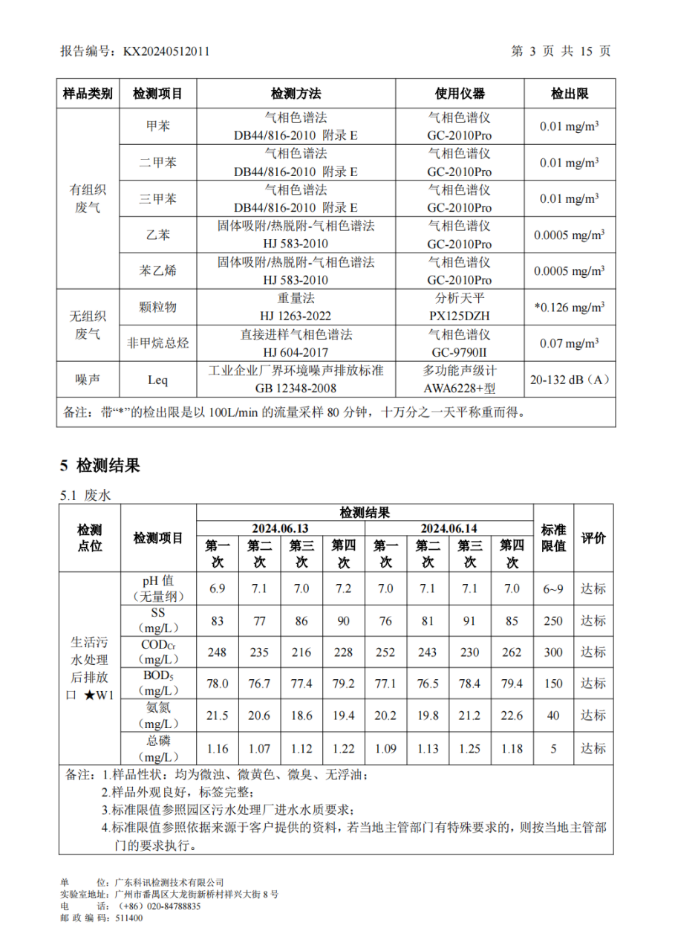 报告编号：KX20240512011 第 3 页 共 15 页
样品类别 检测项目 检测方法 使用仪器 检出限
有组织废气 甲苯 气相色谱法 DB44/816-2010 附录 E 气相色谱仪 GC-2010Pro 0.01 mg/m³
二甲苯 气相色谱法 DB44/816-2010 附录 E 气相色谱仪 GC-2010Pro 0.01 mg/m³
三甲苯 气相色谱法 DB44/816-2010 附录 E 气相色谱仪 GC-2010Pro 0.01 mg/m³
乙苯 固体吸附/热脱附-气相色谱法 HJ 583-2010 气相色谱仪 GC-2010Pro 0.0005 mg/m³
苯乙烯 固体吸附/热脱附-气相色谱法 HJ 583-2010 气相色谱仪 GC-2010Pro 0.0005 mg/m³
无组织废气 颗粒物 重量法 HJ 1263-2022 分析天平 PX125DZH *0.126 mg/m³
非甲烷总烃 直接进样气相色谱法 HJ 604-2017 气相色谱仪 GC-9790II 0.07 mg/m³
噪声 Leq 工业企业厂界环境噪声排放标准 GB 12348-2008 多功能声级计 AWA6228+型 20-132 dB（A）
备注：带“*”的检出限是以 100L/min 的流量采样 80 分钟，十万分之一天平称重而得。
5 检测结果
5.1 废水
检测点位 检测项目 检测结果 标准限值 评价
2024.06.13 2024.06.14
第一次 第二次 第三次 第四次 第一次 第二次 第三次 第四次
生活污水处理后排放口 ★W1 pH 值（无量纲） 6.9 7.1 7.0 7.2 7.0 7.1 7.1 7.0 6~9 达标
SS（mg/L） 83 77 86 90 76 81 91 85 250 达标
CODCr（mg/L） 248 235 216 228 252 243 230 262 300 达标
BOD₅（mg/L） 78.0 76.7 77.4 79.2 77.1 76.5 78.4 79.4 150 达标
氨氮（mg/L） 21.5 20.6 18.6 19.4 20.2 19.8 21.2 22.6 40 达标
总磷（mg/L） 1.16 1.07 1.12 1.22 1.09 1.13 1.25 1.18 5 达标
备注：1.样品性状：均为微浊、微黄色、微臭、无浮油；
2.样品外观良好，标签完整；
3.标准限值参照园区污水处理厂进水水质要求；
4.标准限值参照依据来源于客户提供的资料，若当地主管部门有特殊要求的，则按当地主管部
门的要求执行。
单 位：广东科讯检测技术有限公司
实验室地址：广州市番禺区大龙街新桥村祥兴大街 8 号
电 话：（+86）020-84788835
邮 政 编 码：511400